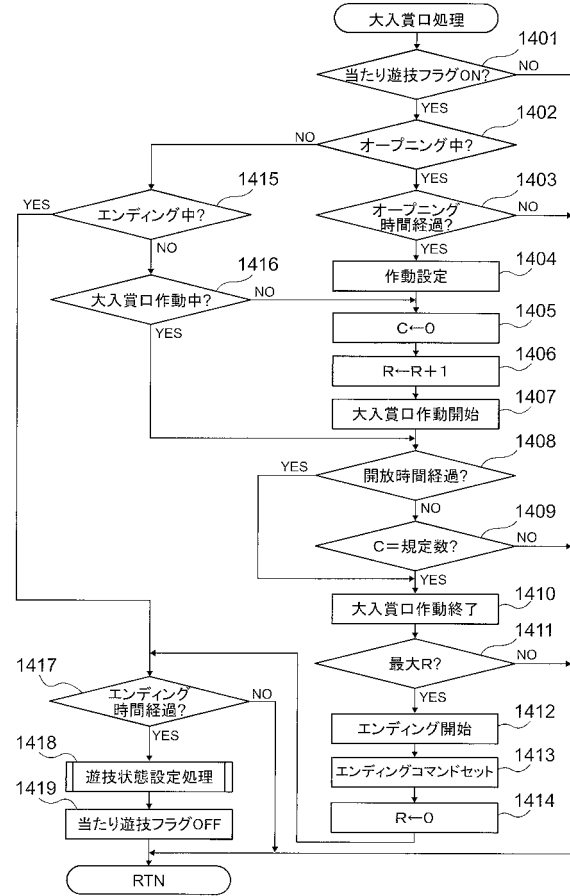 大入賞口処理
1401
当たり遊技フラグON?
NO
YES
1402
オープニング中?
NO
YES
1403
オープニング
時間経過?
NO
YES
1404
作動設定
1405
C←0
1406
R←R+1
1407
大入賞口作動開始
1415
エンディング中?
YES
NO
1416
大入賞口作動中?
NO
YES
1408
開放時間経過?
YES
NO
1409
C=規定数?
NO
YES
1410
大入賞口作動終了
1411
最大R?
NO
YES
1412
エンディング開始
1413
エンディングコマンドセット
1414
R←0
1417
エンディング
時間経過?
NO
YES
1418
遊技状態設定処理
1419
当たり遊技フラグOFF
RTN